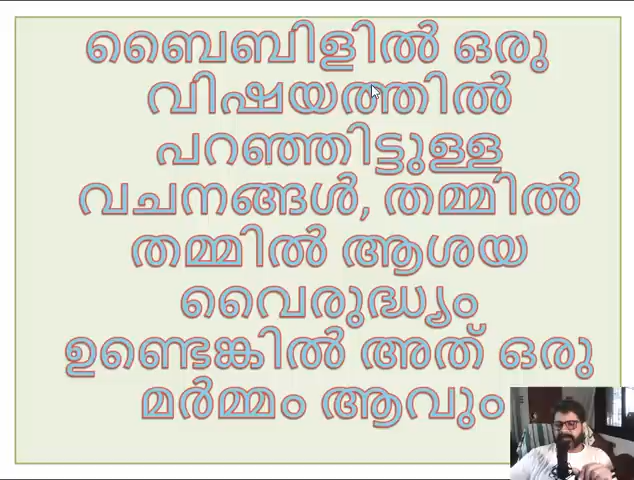 ബൈബിളിൽ ഒരു
വിഷയത്തിൽ
പറഞ്ഞിട്ടുള്ള
വചനങ്ങൾ, തമ്മിൽ
തമ്മിൽ ആശയ
വൈരുദ്ധ്യം
ഉണ്ടെങ്കിൽ അത് ഒരു
മർമ്മം ആവും